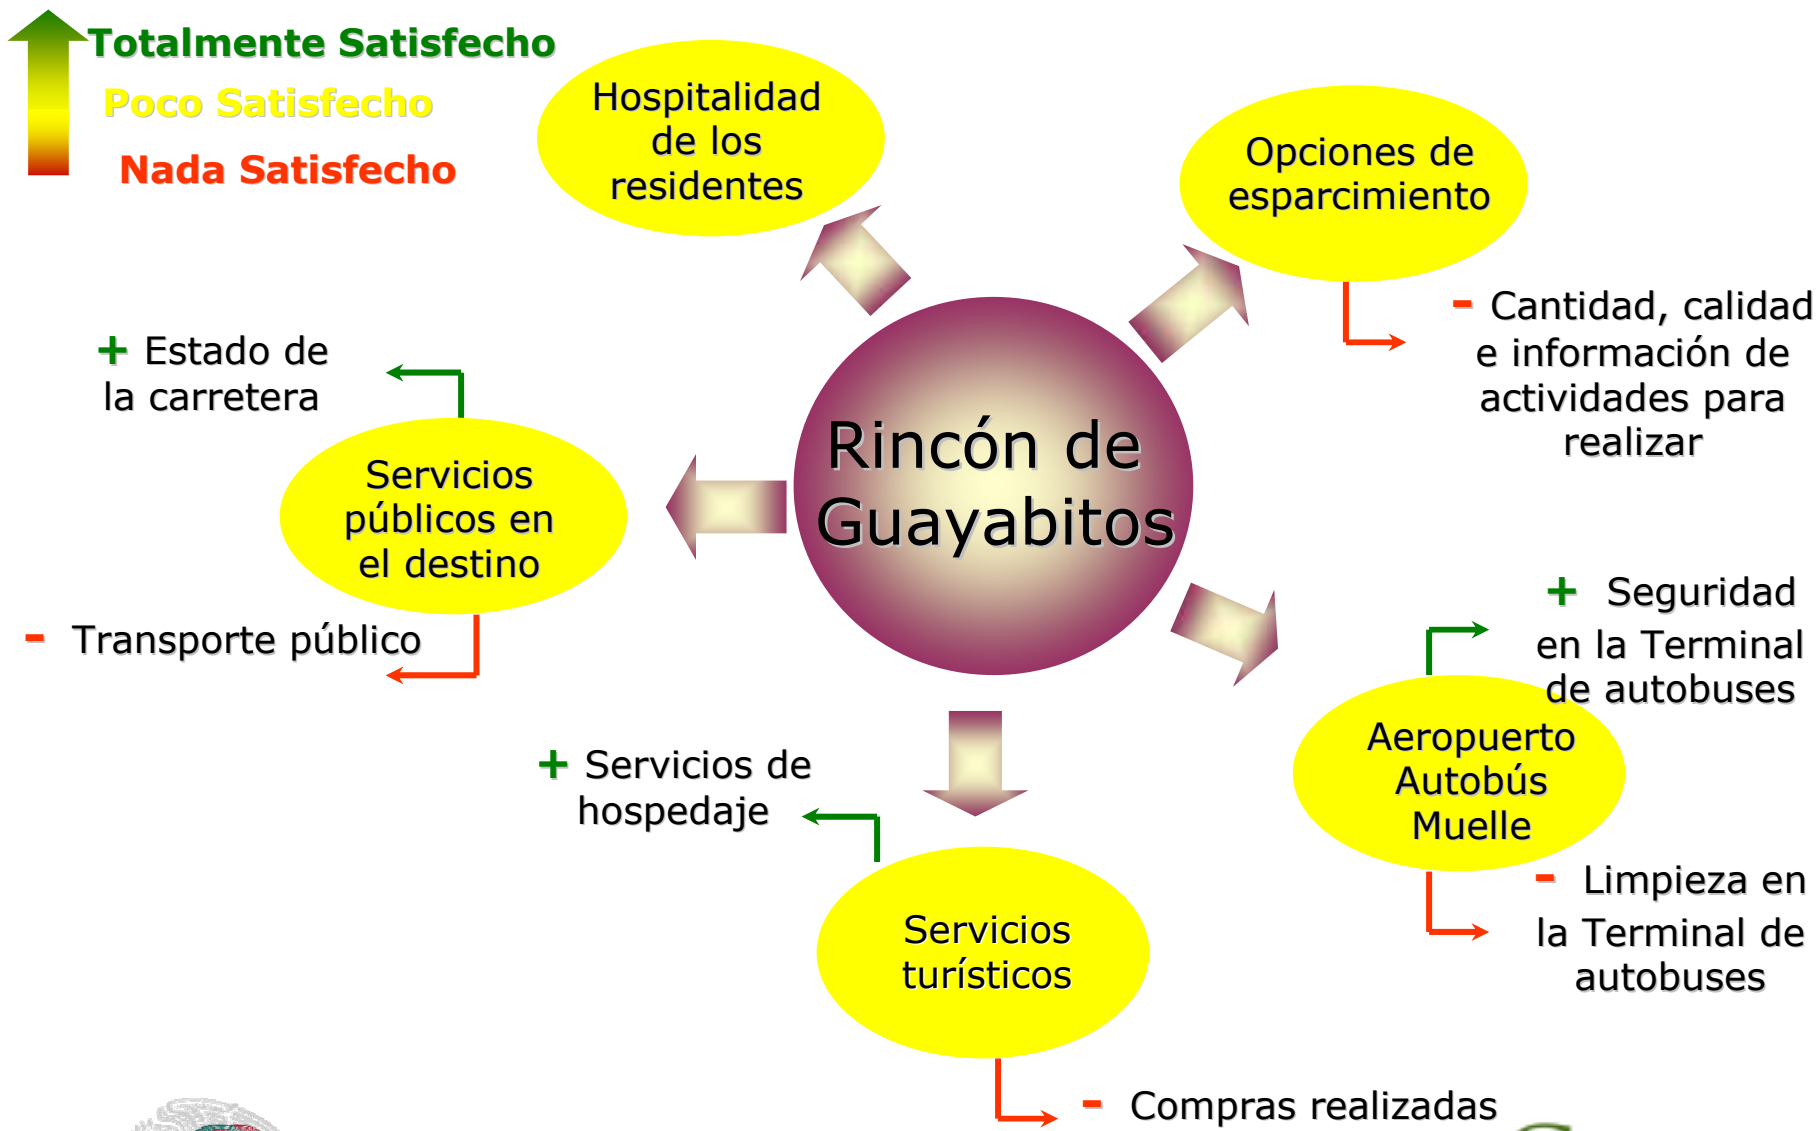 Totalmente Satisfecho
Poco Satisfecho
Nada Satisfecho
Hospitalidad
de los
residentes
Opciones de
esparcimiento
- Cantidad, calidad
e información de
actividades para
realizar
+ Estado de
la carretera
Servicios
públicos en
el destino
- Transporte público
Rincón de
Guayabitos
+ Seguridad
en la Terminal
de autobuses
Aeropuerto
Autobús
Muelle
- Limpieza en
la Terminal de
autobuses
+ Servicios de
hospedaje
Servicios
turísticos
- Compras realizadas